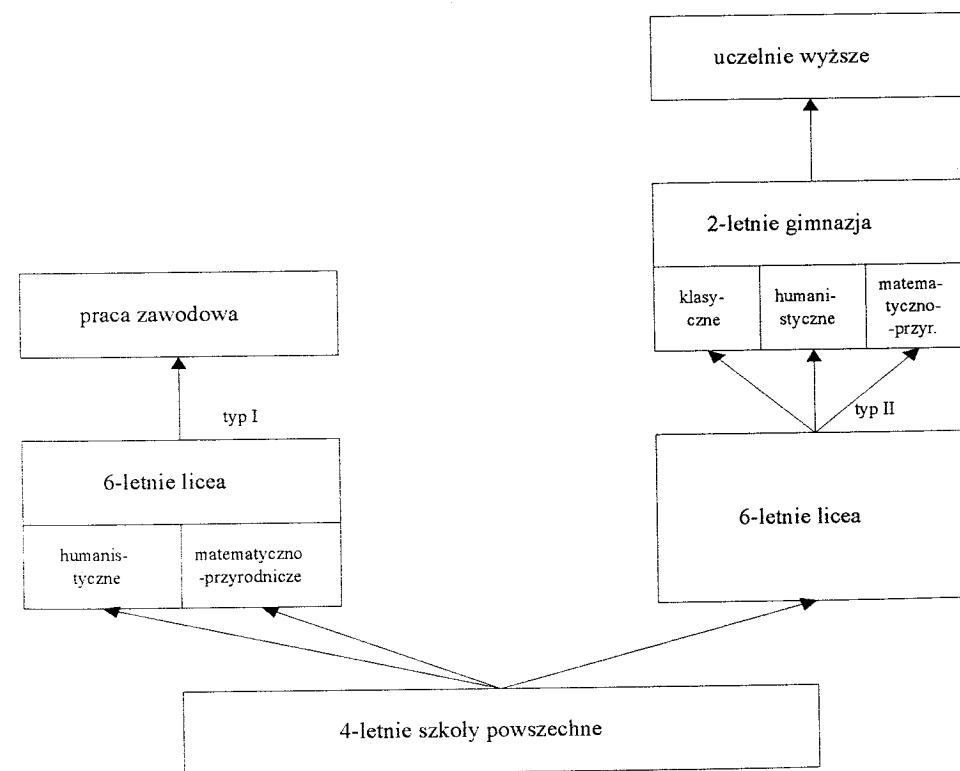 uczelnie wyższe
2-letnie gimnazja
klasy-
czne
humani-
styczne
matema-
tyczno-
-przyr.
praca zawodowa
typ I
typ II
6-letnie licea
humanis-
tyczne
matematyczno
-przyrodnicze
6-letnie licea
4-letnie szkoły powszechne